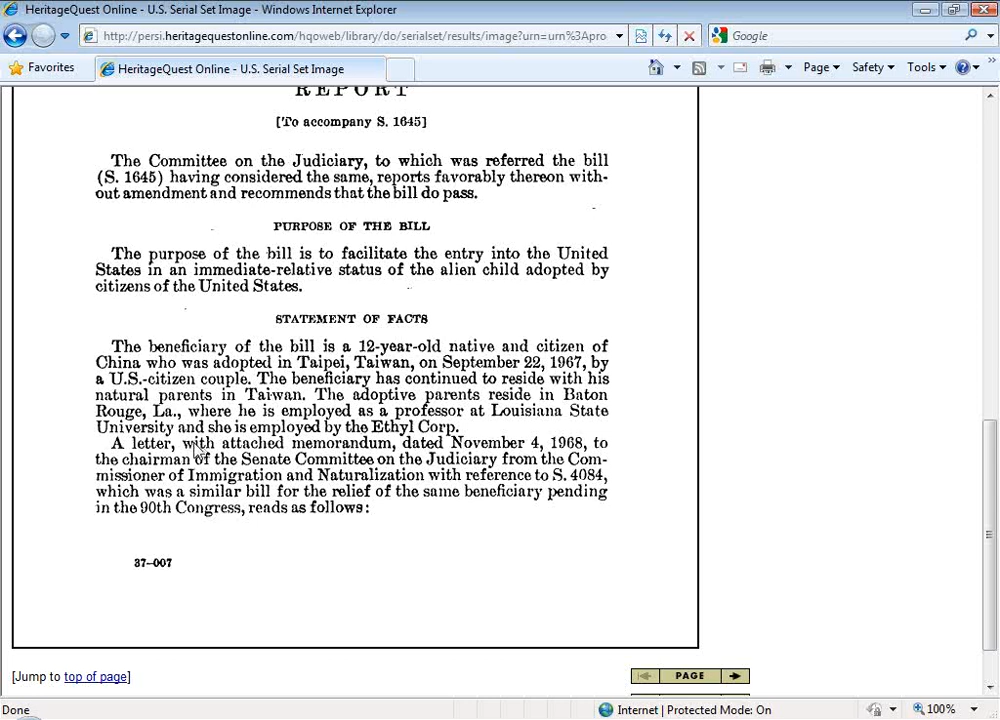 HeritageQuest Online - U.S. Serial Set Image - Windows Internet Explorer
http://persi.heritagequestonline.com/hqoweb/library/do/serialset/results/image?urn=urn%3Apro
Google
Favorites
HeritageQuest Online - U.S. Serial Set Image
Page
Safety
Tools
REPORT
[To accompany S. 1645]
The Committee on the Judiciary, to which was referred the bill
(S. 1645) having considered the same, reports favorably thereon with-
out amendment and recommends that the bill do pass.
PURPOSE OF THE BILL
The purpose of the bill is to facilitate the entry into the United
States in an immediate-relative status of the alien child adopted by
citizens of the United States.
STATEMENT OF FACTS
The beneficiary of the bill is a 12-year-old native and citizen of
China who was adopted in Taipei, Taiwan, on September 22, 1967, by
a U.S.-citizen couple. The beneficiary has continued to reside with his
natural parents in Taiwan. The adoptive parents reside in Baton
Rouge, La., where he is employed as a professor at Louisiana State
University and she is employed by the Ethyl Corp.
A letter, with attached memorandum, dated November 4, 1968, to
the chairman of the Senate Committee on the Judiciary from the Com-
missioner of Immigration and Naturalization with reference to S. 4084,
which was a similar bill for the relief of the same beneficiary pending
in the 90th Congress, reads as follows:
37-007
[Jump to top of page]
PAGE
Done
Internet | Protected Mode: On
100%